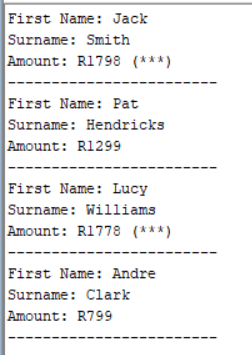 First Name: Jack
Surname: Smith
Amount: R1798 (***)
------------------------
First Name: Pat
Surname: Hendricks
Amount: R1299
------------------------
First Name: Lucy
Surname: Williams
Amount: R1778 (***)
------------------------
First Name: Andre
Surname: Clark
Amount: R799
------------------------